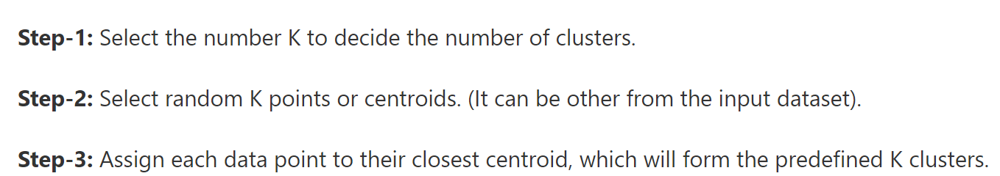 Step-1: Select the number K to decide the number of clusters.
Step-2: Select random K points or centroids. (It can be other from the input dataset).
Step-3: Assign each data point to their closest centroid, which will form the predefined K clusters.